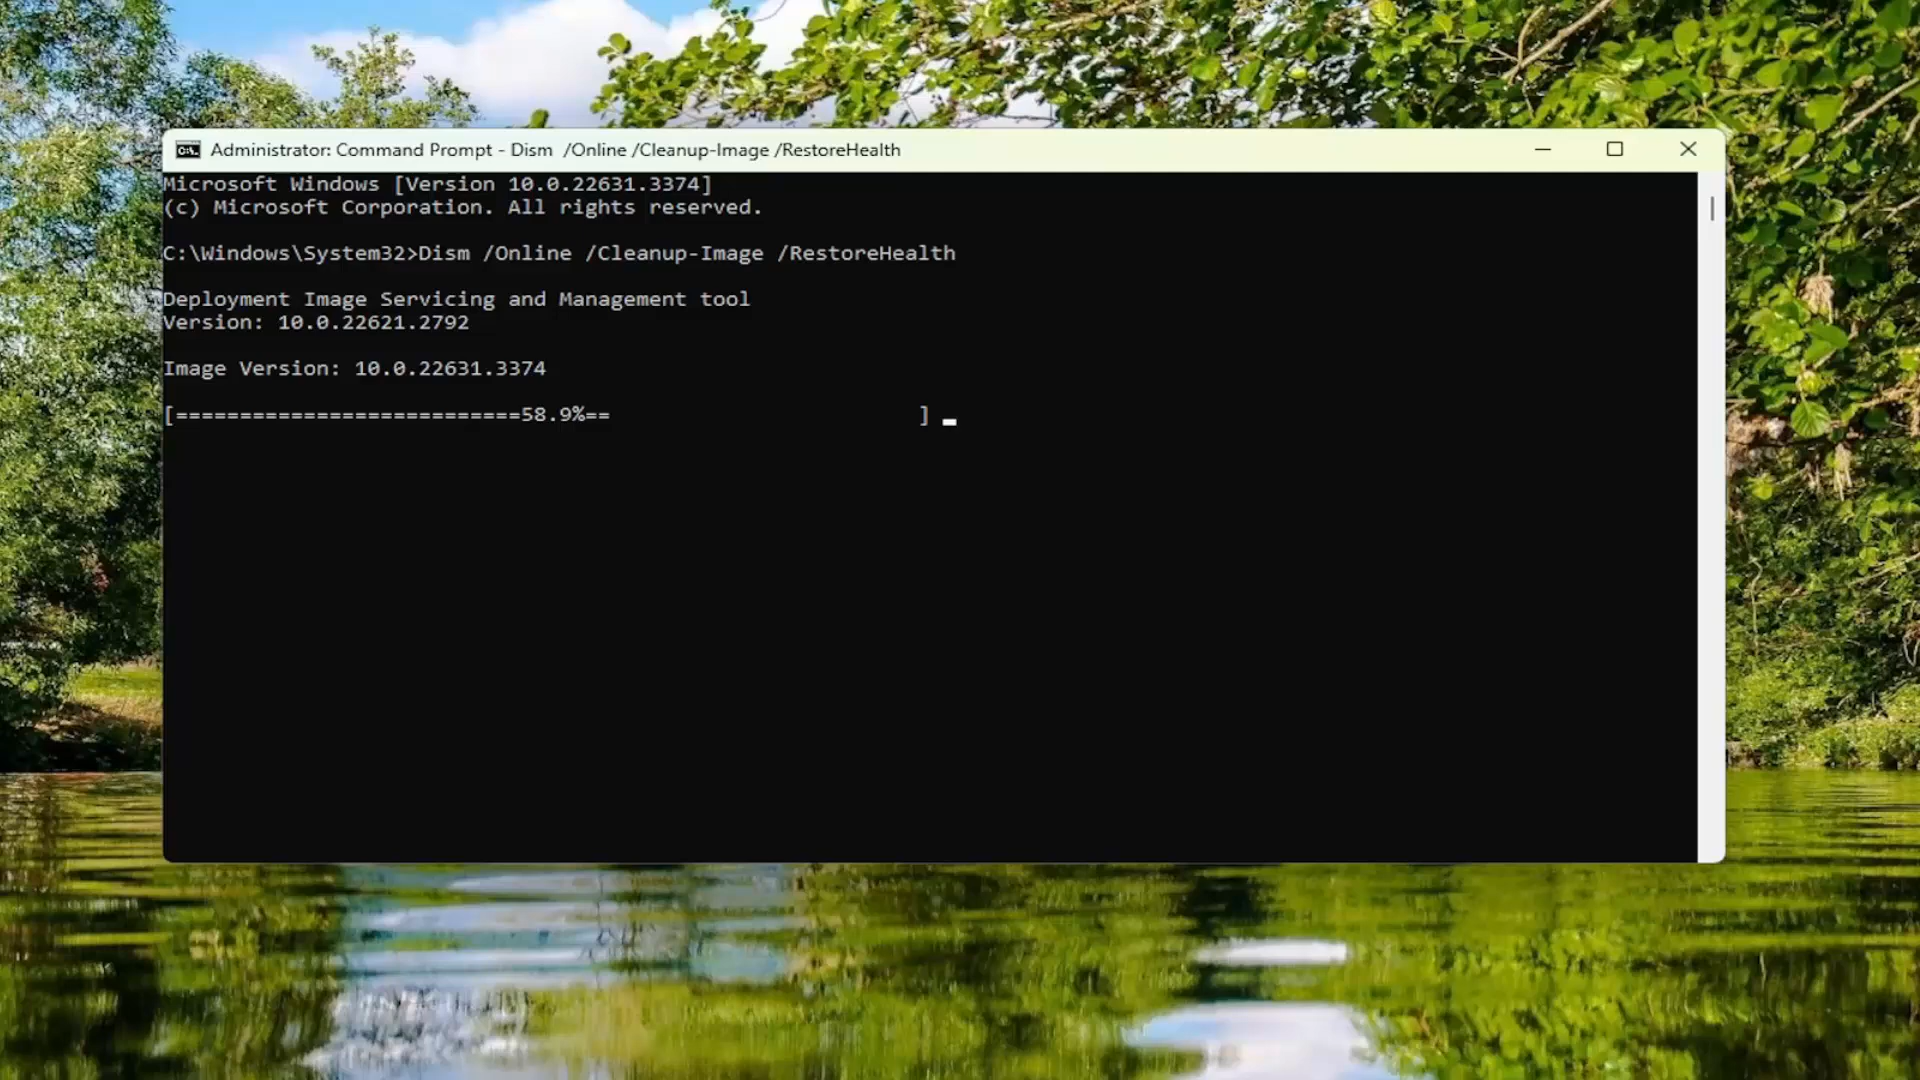 Administrator: Command Prompt - Dism  /Online /Cleanup-Image /RestoreHealth
Microsoft Windows [Version 10.0.22631.3374]
(c) Microsoft Corporation. All rights reserved.
C:\Windows\System32>Dism /Online /Cleanup-Image /RestoreHealth
Deployment Image Servicing and Management tool
Version: 10.0.22621.2792
Image Version: 10.0.22631.3374
[===========================58.9%==                        ]